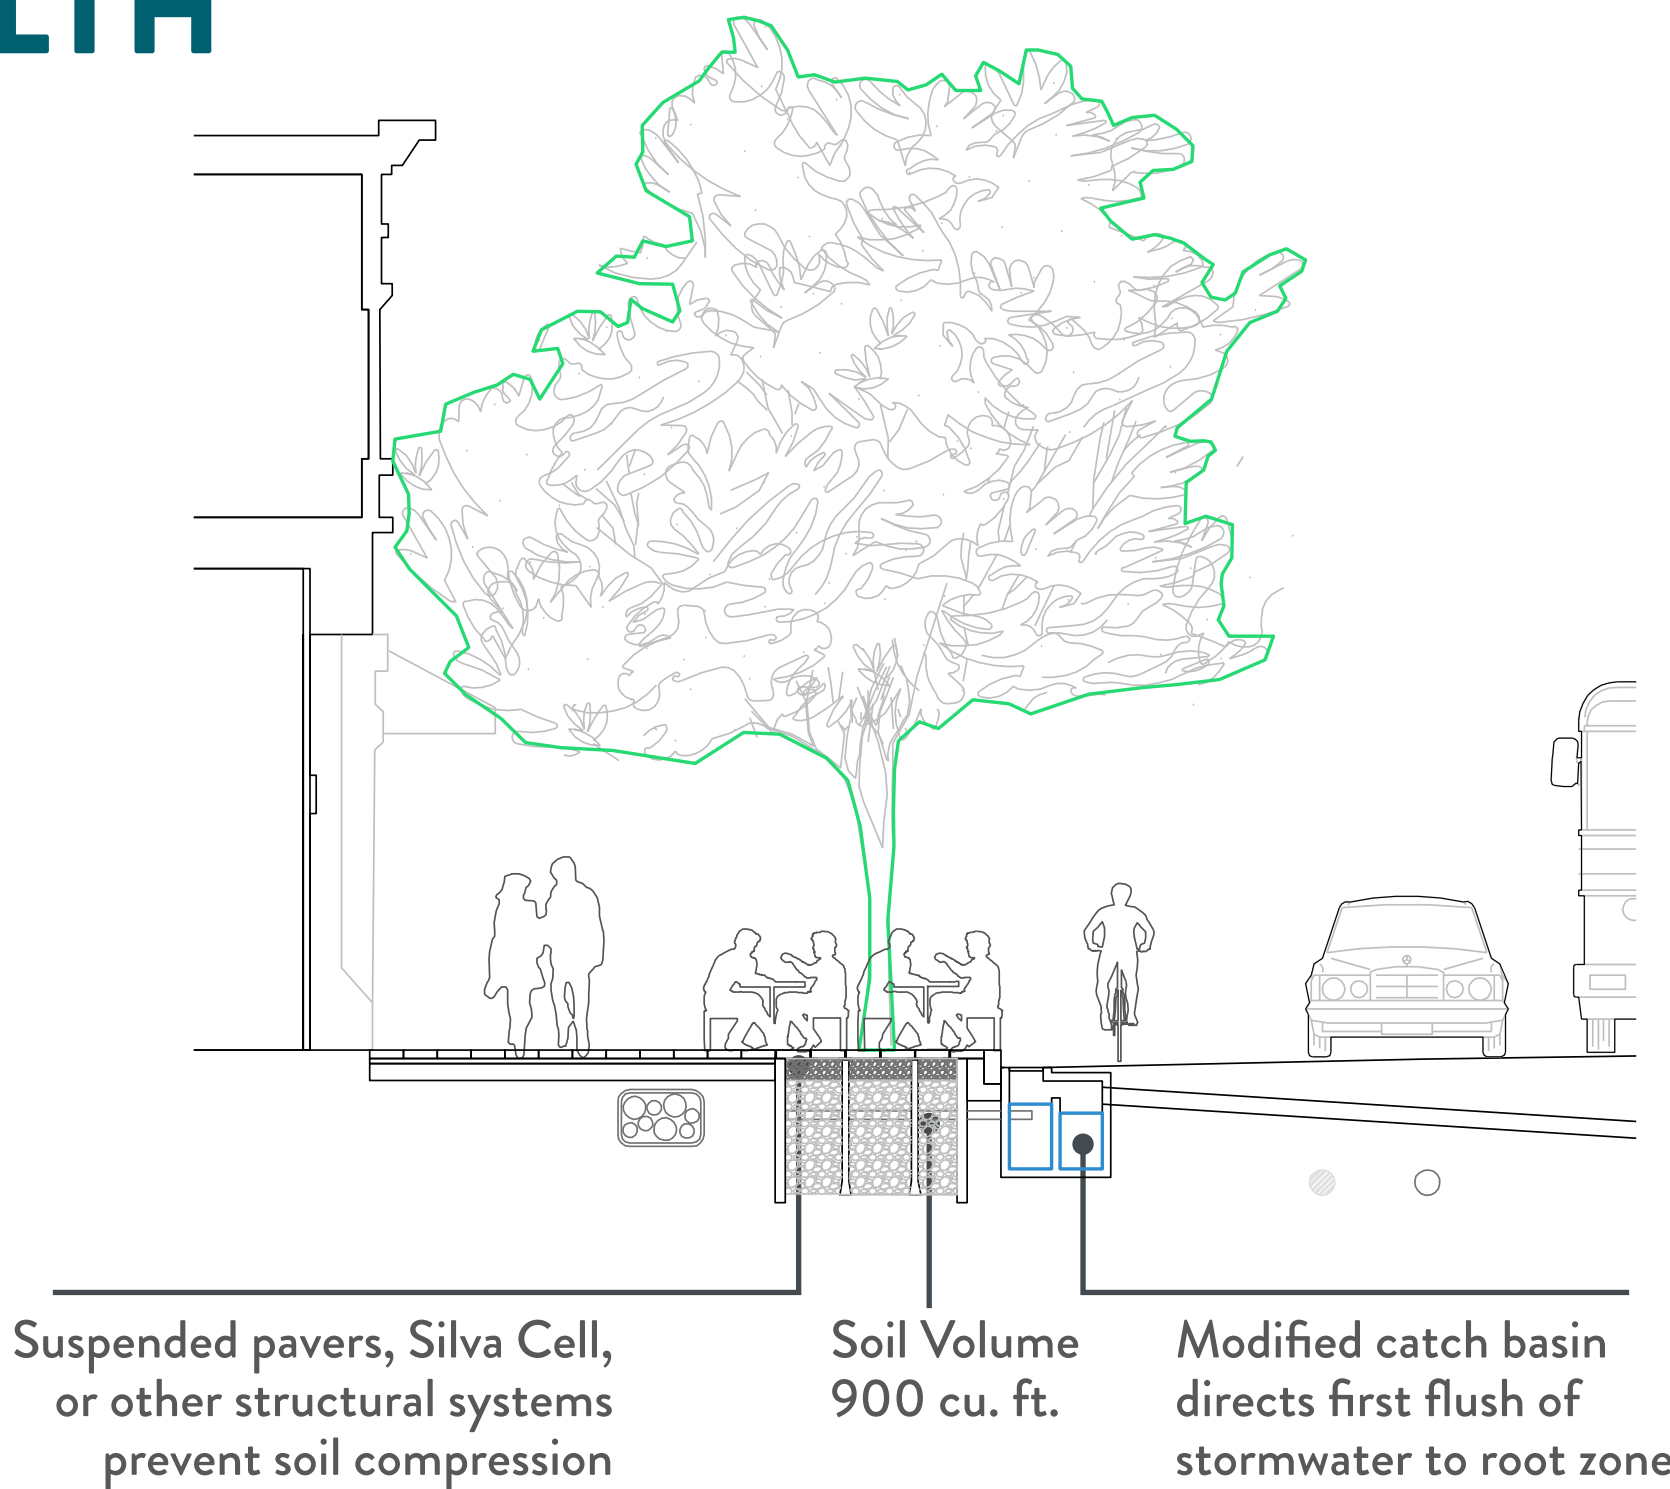 Suspended pavers, Silva Cell,
or other structural systems
prevent soil compression
Soil Volume
900 cu. ft.
Modified catch basin
directs first flush of
stormwater to root zone